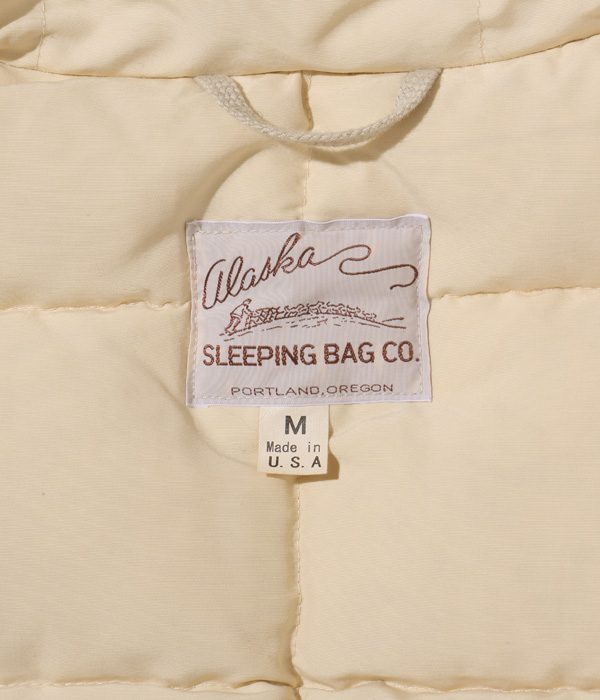 Alaska
SLEEPING BAG CO.
PORTLAND, OREGON
M
Made in
U.S.A